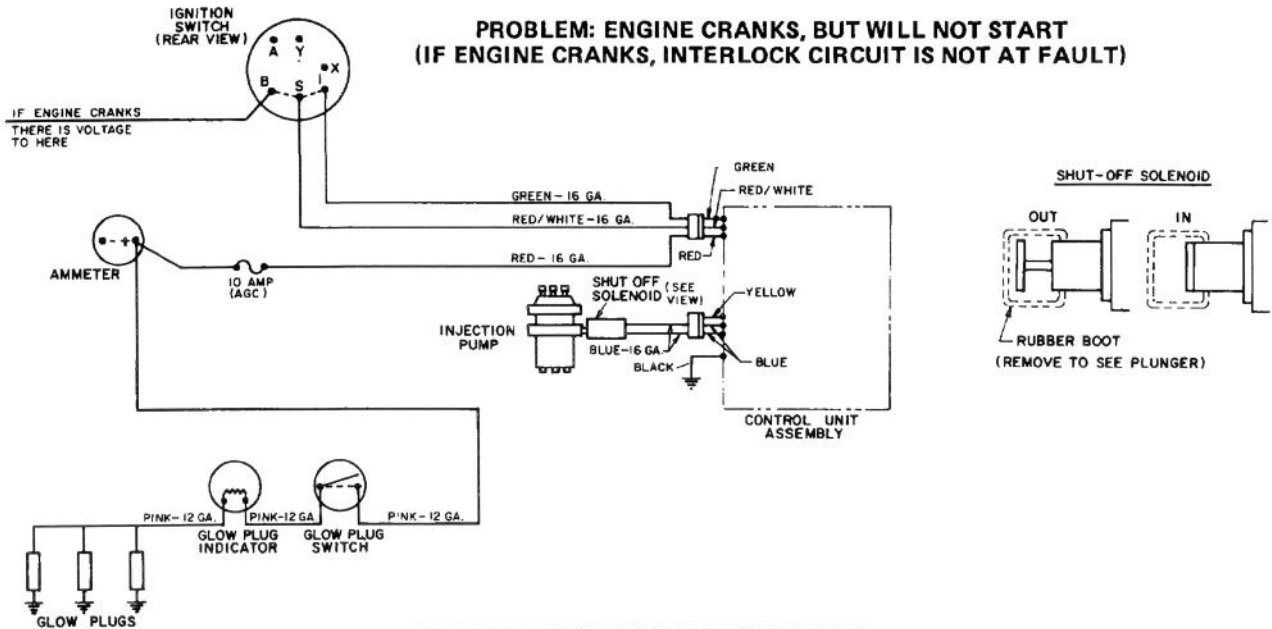 PROBLEM: ENGINE CRANKS, BUT WILL NOT START
(IF ENGINE CRANKS, INTERLOCK CIRCUIT IS NOT AT FAULT)
IGNITION
SWITCH
(REAR VIEW)
A Y
X
B S
IF ENGINE CRANKS
THERE IS VOLTAGE
TO HERE
GREEN
RED/WHITE
GREEN-16 GA.
RED/WHITE-16 GA.
RED-16 GA.
RED
AMMETER
- +
10 AMP
(AGC)
SHUT OFF
SOLENOID
(SEE
VIEW)
YELLOW
INJECTION
PUMP
BLUE-16 GA.
BLUE
BLACK
CONTROL UNIT
ASSEMBLY
SHUT-OFF SOLENOID
OUT
IN
RUBBER BOOT
(REMOVE TO SEE PLUNGER)
PINK-12 GA.
PINK-12 GA.
PINK-12 GA.
GLOW PLUG
INDICATOR
GLOW PLUG
SWITCH
GLOW PLUGS